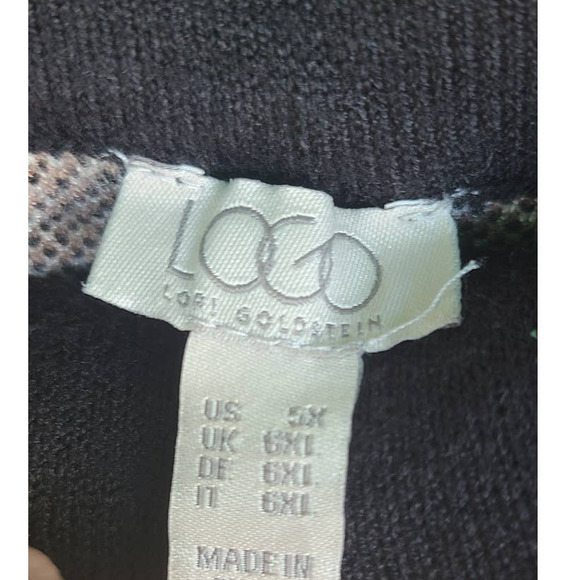 LOGO
LORI GOLDSTEIN
US 5X
UK 6XL
DE 6XL
IT 6XL
MADE IN